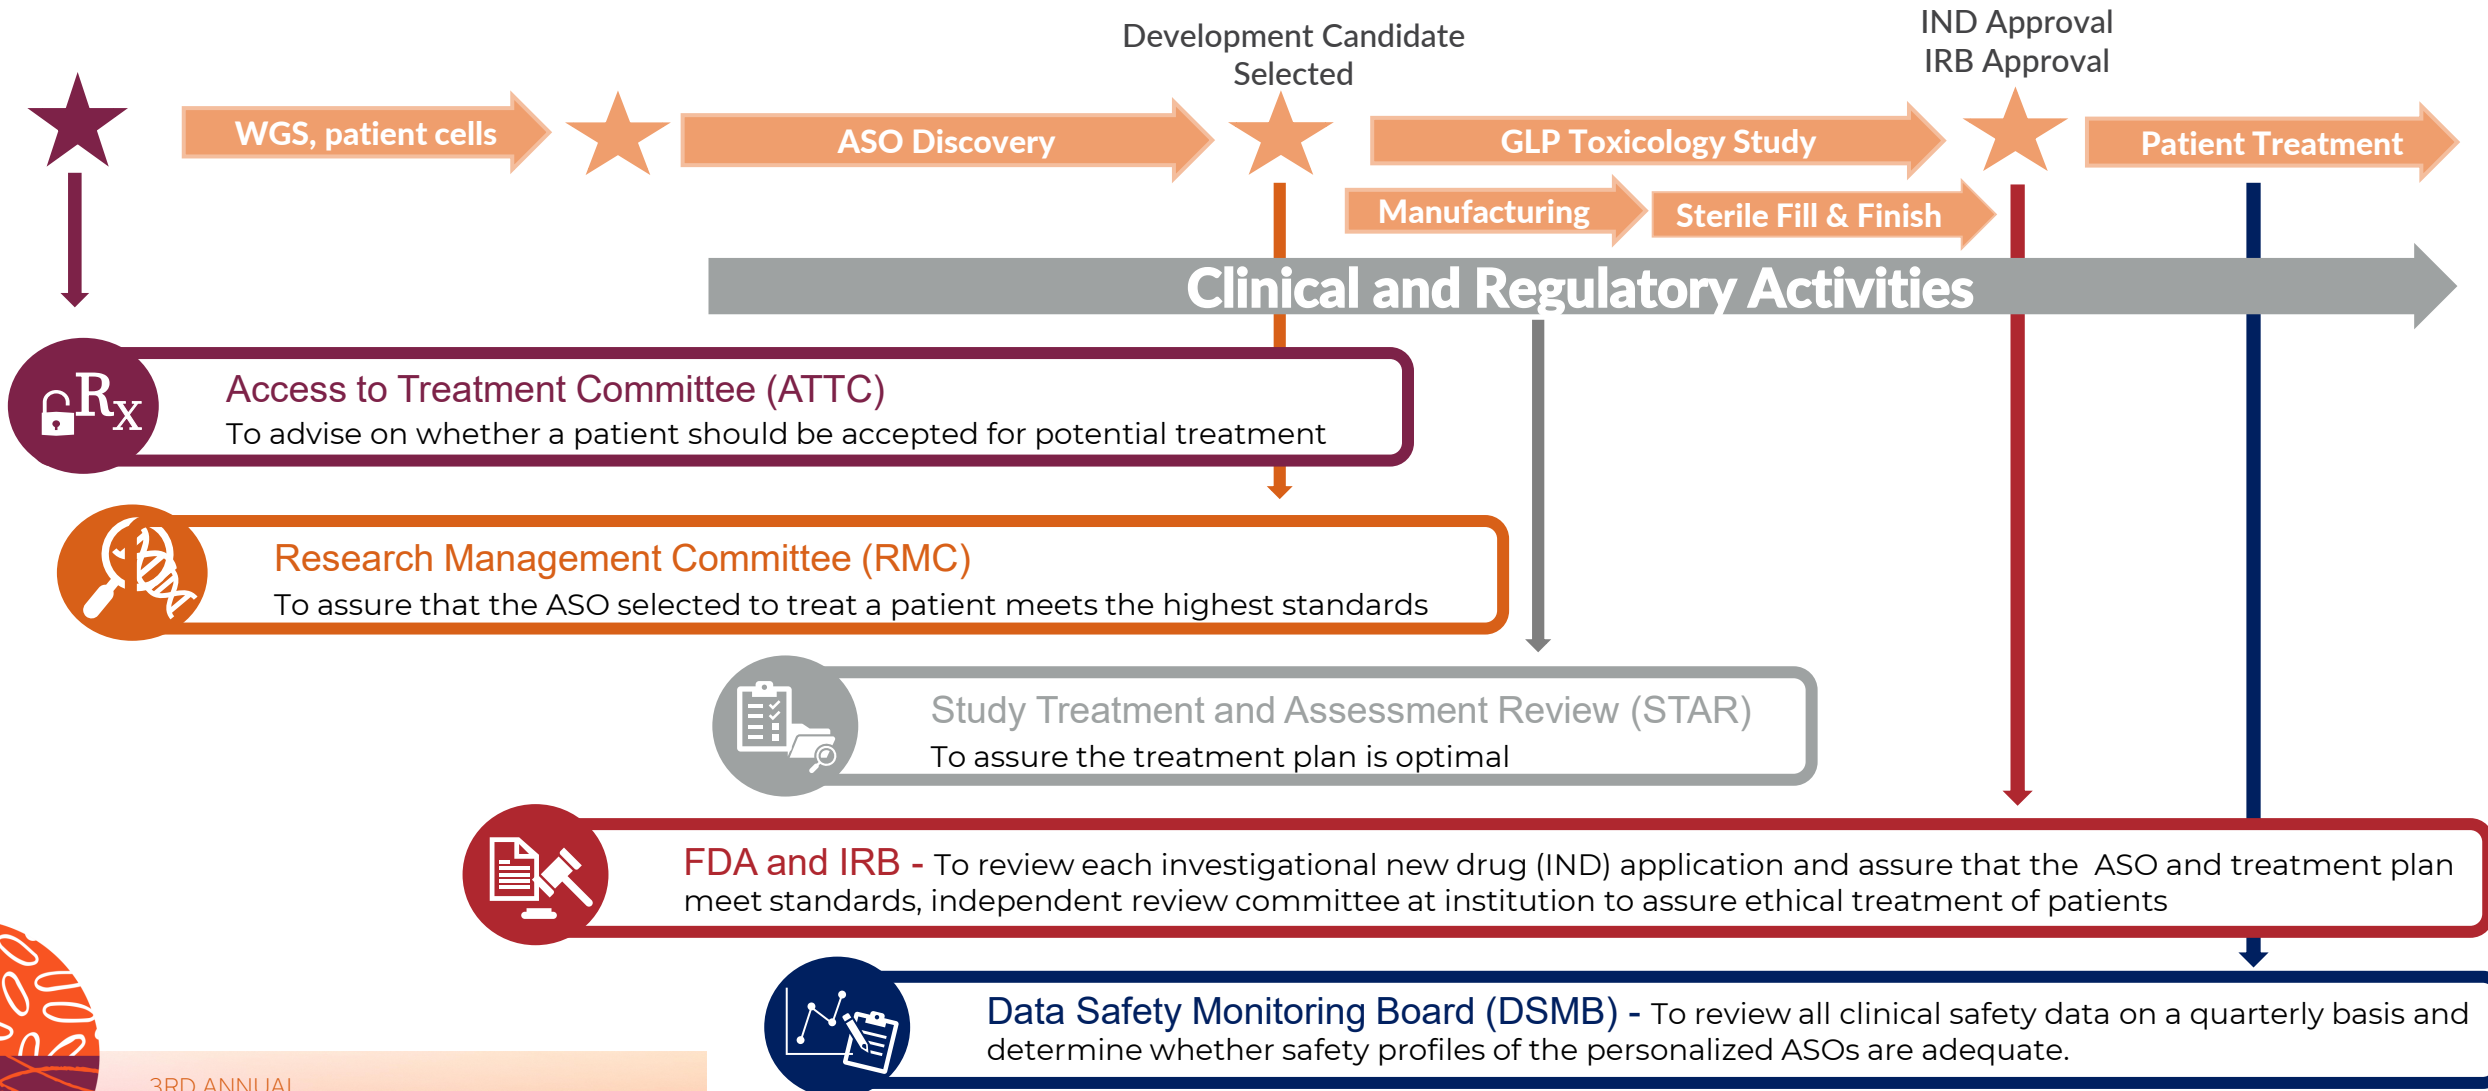 Development Candidate
Selected
IND Approval
IRB Approval
WGS, patient cells
ASO Discovery
GLP Toxicology Study
Patient Treatment
Manufacturing
Sterile Fill & Finish
Clinical and Regulatory Activities
Rx
Access to Treatment Committee (ATTC)
To advise on whether a patient should be accepted for potential treatment
Research Management Committee (RMC)
To assure that the ASO selected to treat a patient meets the highest standards
Study Treatment and Assessment Review (STAR)
To assure the treatment plan is optimal
FDA and IRB - To review each investigational new drug (IND) application and assure that the ASO and treatment plan
meet standards, independent review committee at institution to assure ethical treatment of patients
Data Safety Monitoring Board (DSMB) - To review all clinical safety data on a quarterly basis and
determine whether safety profiles of the personalized ASOs are adequate.
3RD ANNUAL